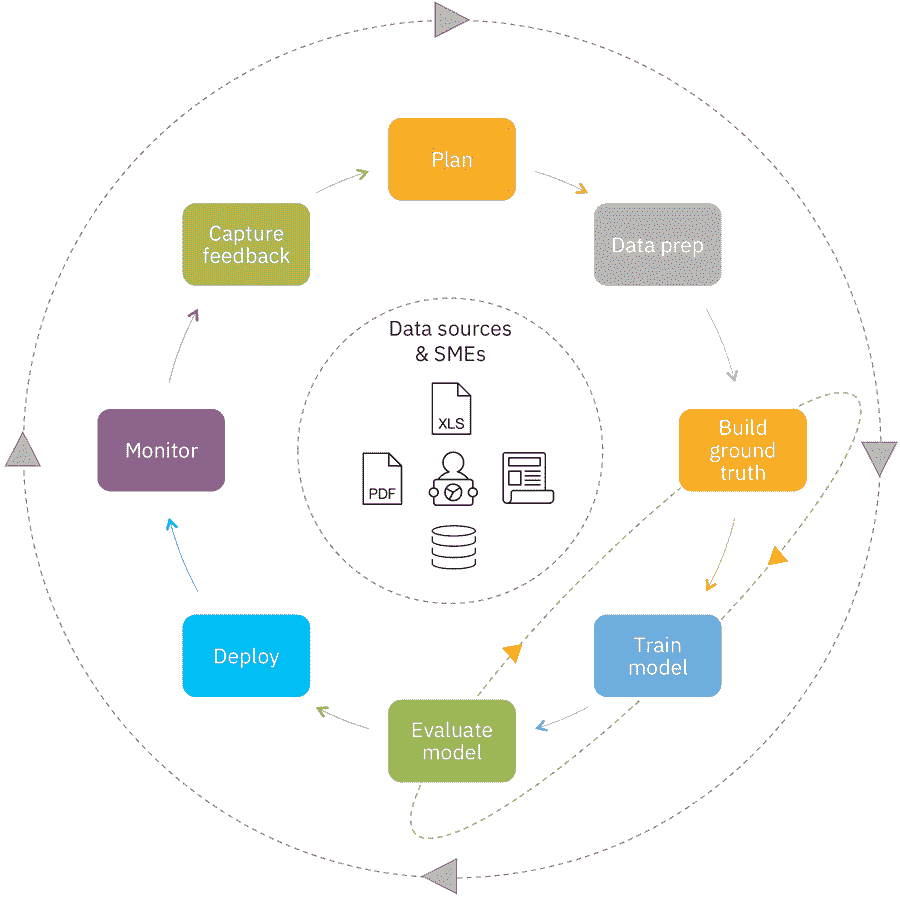 Plan
Data prep
Build
ground
truth
Train
model
Evaluate
model
Deploy
Monitor
Capture
feedback
Data sources
& SMEs
XLS
PDF